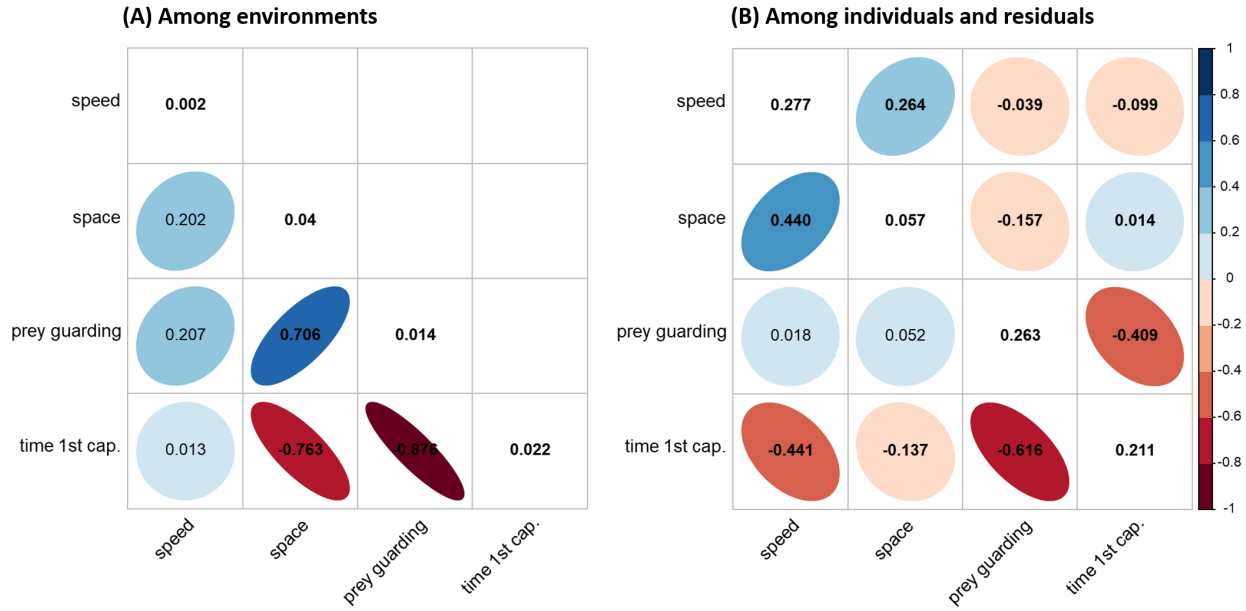 (A) Among environments
(B) Among individuals and residuals
speed
0.002
space
0.202
0.04
prey guarding
0.207
0.706
0.014
time 1st cap.
0.013
-0.763
-0.876
0.022
speed
space
prey guarding
time 1st cap.
speed
0.277
0.264
-0.039
-0.099
space
0.440
0.057
-0.157
0.014
prey guarding
0.018
0.052
0.263
-0.409
time 1st cap.
-0.441
-0.137
-0.616
0.211
speed
space
prey guarding
time 1st cap.
1
0.8
0.6
0.4
0.2
0
-0.2
-0.4
-0.6
-0.8
-1